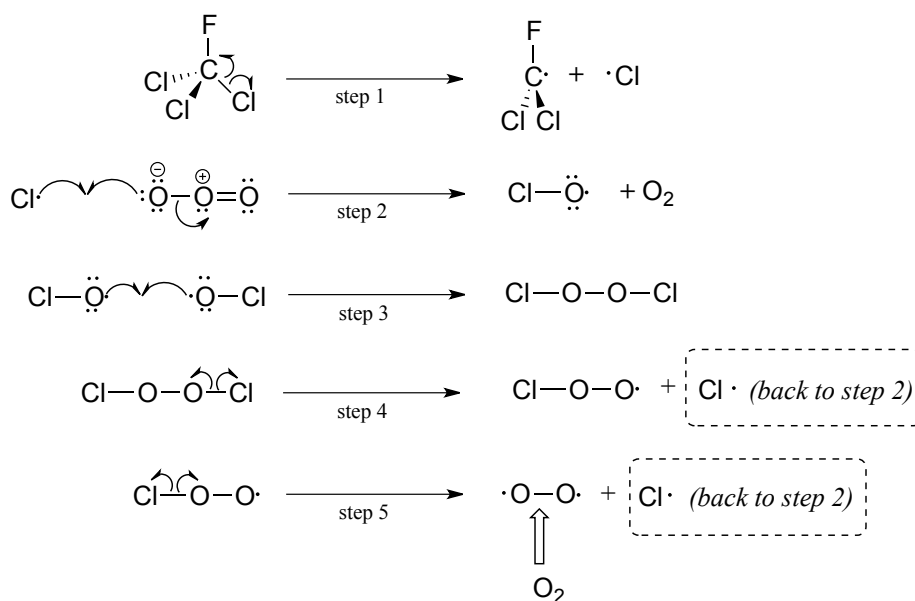 F
C
Cl
Cl
Cl
step 1
F
C·
Cl
Cl
+ ·Cl
Cl·
:O–O=O
⊖ ⊕
step 2
Cl–O·
+ O2
Cl–O·
·O–Cl
step 3
Cl–O–O–Cl
Cl–O–O–Cl
step 4
Cl–O–O·
+ Cl· (back to step 2)
Cl–O–O·
step 5
·O–O·
+ Cl· (back to step 2)
O2